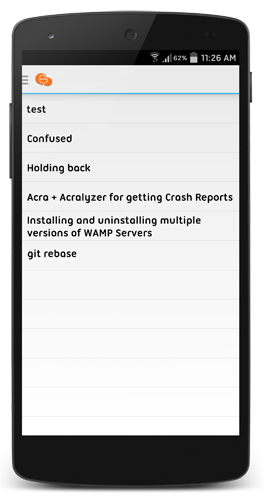 62% 11:26 AM
test
Confused
Holding back
Acra + Acralyzer for getting Crash Reports
Installing and uninstalling multiple
versions of WAMP Servers
git rebase